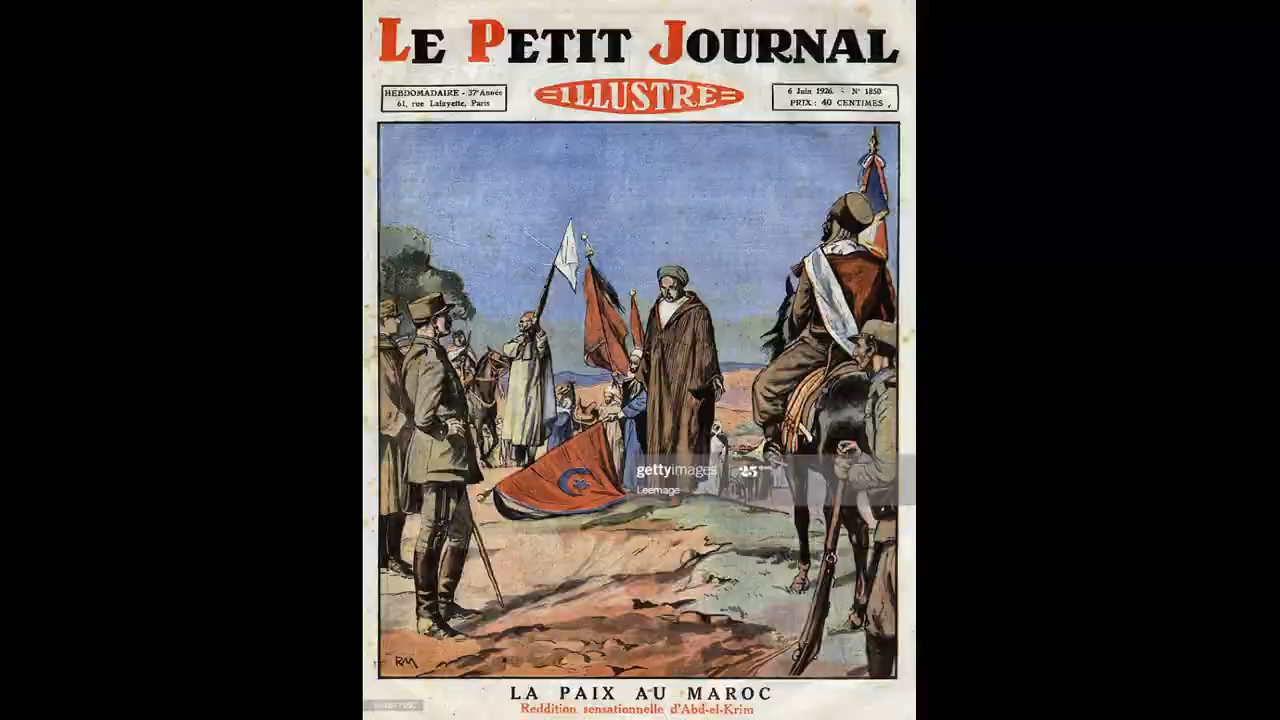 LE PETIT JOURNAL
HEBDOMADAIRE - 37e Année
61, rue Lafayette, Paris
ILLUSTRÉ
6 Juin 1926. - N° 1850
PRIX : 40 CENTIMES
gettyimages
Leemage
RM
LA PAIX AU MAROC
Reddition sensationnelle d'Abd-el-Krim